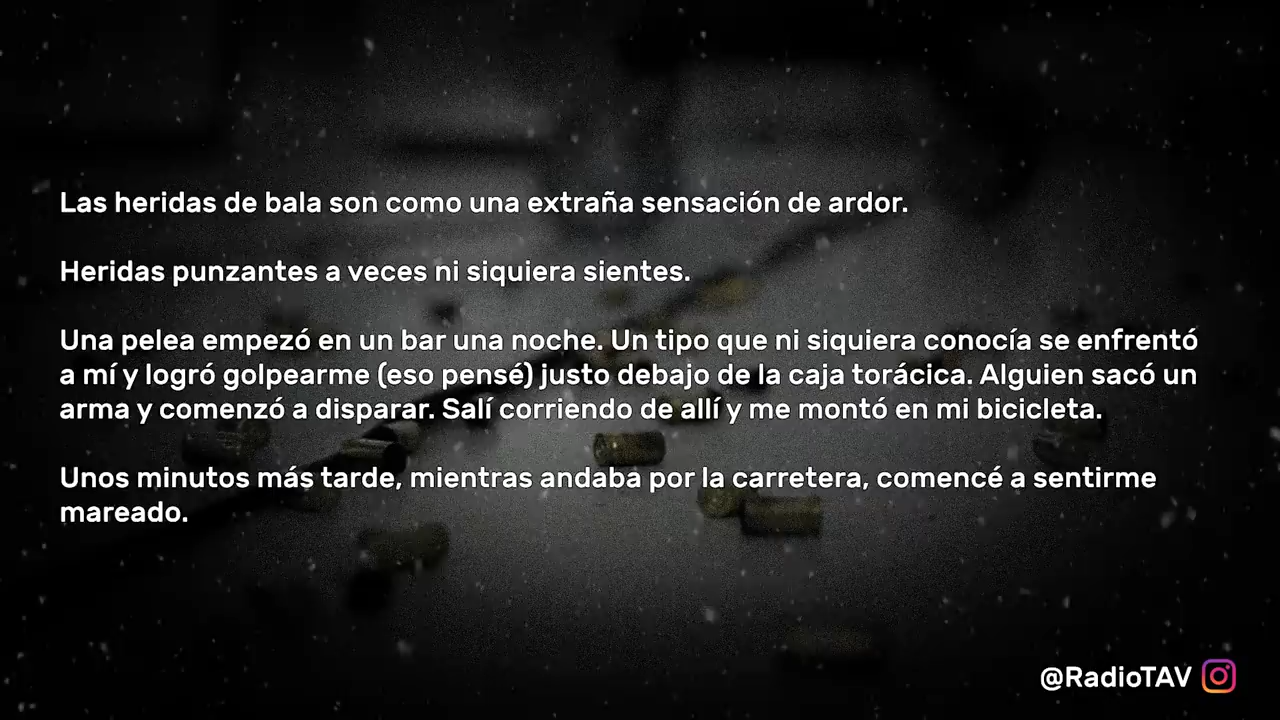 Las heridas de bala son como una extraña sensación de ardor.
Heridas punzantes a veces ni siquiera sientes.
Una pelea empezó en un bar una noche. Un tipo que ni siquiera conocía se enfrentó
a mí y logró golpearme (eso pensé) justo debajo de la caja torácica. Alguien sacó un
arma y comenzó a disparar. Salí corriendo de allí y me montó en mi bicicleta.
Unos minutos más tarde, mientras andaba por la carretera, comencé a sentirme
mareado.
@RadioTAV